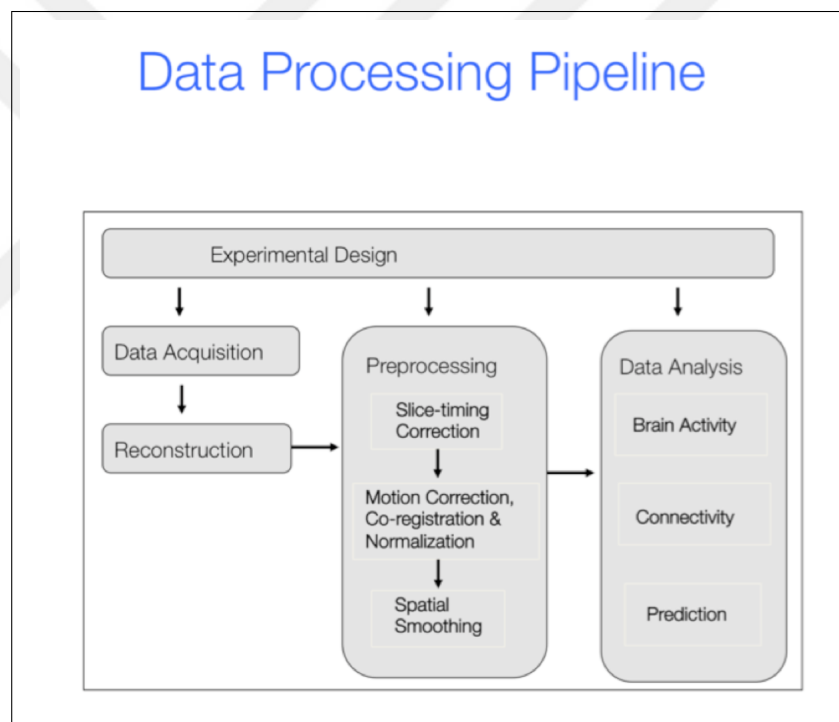 Data Processing Pipeline
Experimental Design
Data Acquisition
Reconstruction
Preprocessing
Slice-timing
Correction
Motion Correction,
Co-registration &
Normalization
Spatial
Smoothing
Data Analysis
Brain Activity
Connectivity
Prediction